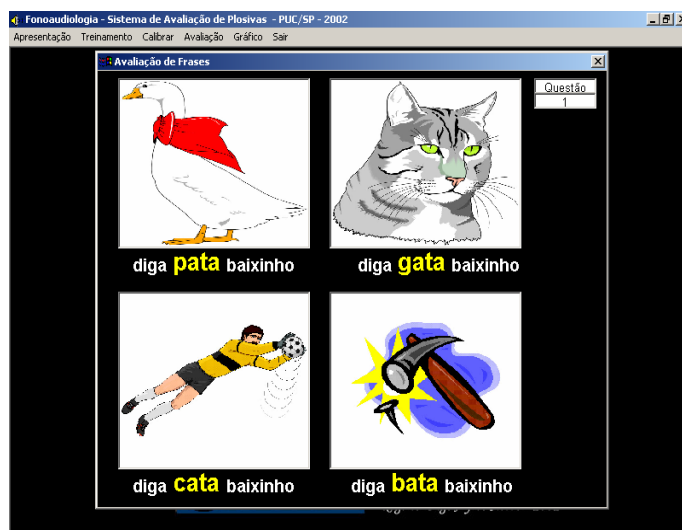 Fonoaudiologia - Sistema de Avaliação de Plosivas - PUC/SP - 2002
Apresentação Treinamento Calibrar Avaliação Gráfico Sair
Avaliação de Frases
Questão
1
diga pata baixinho
diga gata baixinho
diga cata baixinho
diga bata baixinho